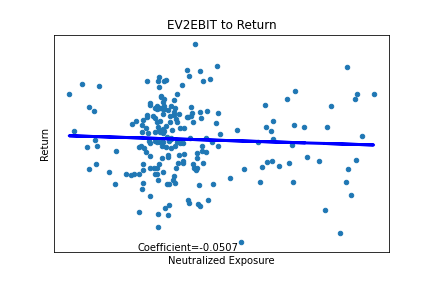 EV2EBIT to Return
Return
Coefficient=-0.0507
Neutralized Exposure